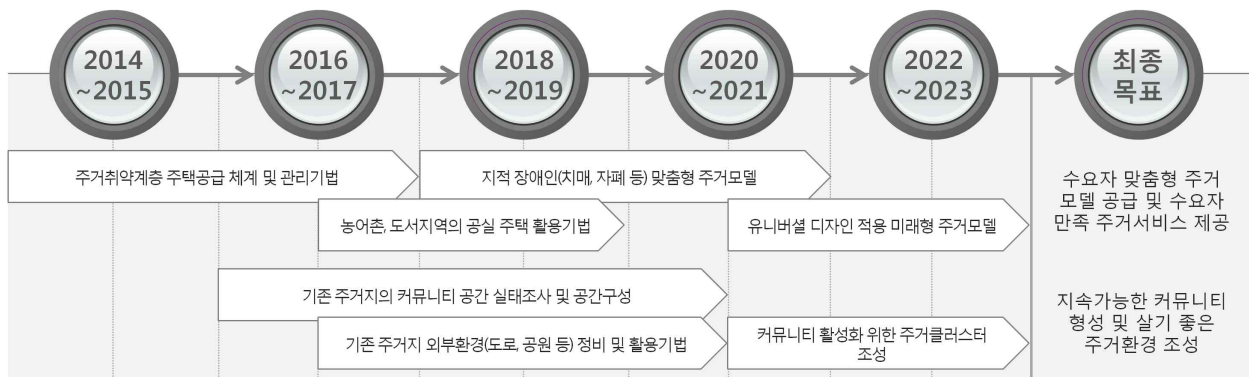 2014
~2015
2016
~2017
2018
~2019
2020
~2021
2022
~2023
최종
목표
주거취약계층 주택공급 체계 및 관리기법
지적 장애인(치매, 자폐 등) 맞춤형 주거모델
농어촌, 도서지역의 공실 주택 활용기법
유니버셜 디자인 적용 미래형 주거모델
수요자 맞춤형 주거
모델 공급 및 수요자
만족 주거서비스 제공
기존 주거지의 커뮤니티 공간 실태조사 및 공간구성
기존 주거지 외부환경(도로, 공원 등) 정비 및 활용기법
커뮤니티 활성화 위한 주거클러스터
조성
지속가능한 커뮤니티
형성 및 살기 좋은
주거환경 조성